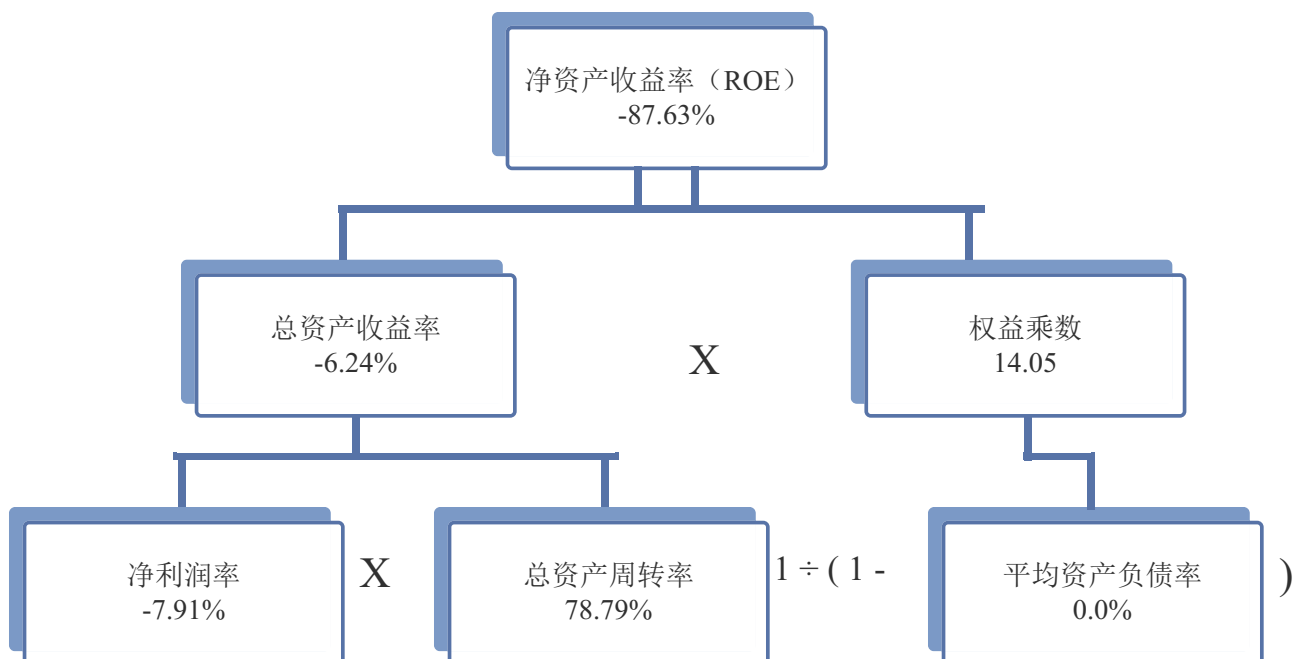 净资产收益率（ROE）
-87.63%
总资产收益率
-6.24%
X
权益乘数
14.05
净利润率
-7.91%
X
总资产周转率
78.79%
1 ÷ ( 1 -
平均资产负债率
0.0%
)